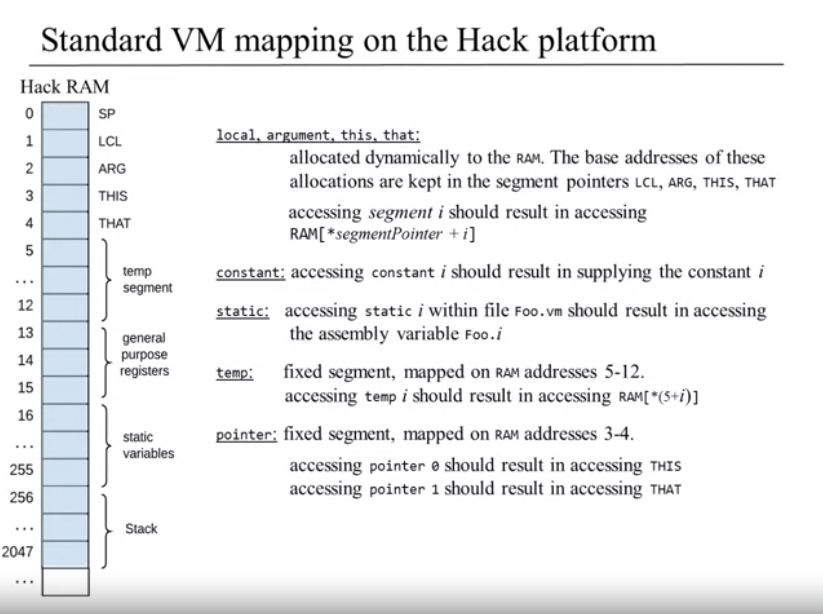 Standard VM mapping on the Hack platform
Hack RAM
0 SP
1 LCL
2 ARG
3 THIS
4 THAT
5
temp
segment
...
12
13
general
purpose
registers
14
15
16
static
variables
...
255
256
Stack
...
2047
...
local, argument, this, that:
allocated dynamically to the RAM. The base addresses of these
allocations are kept in the segment pointers LCL, ARG, THIS, THAT
accessing segment i should result in accessing
RAM[*segmentPointer + i]
constant: accessing constant i should result in supplying the constant i
static: accessing static i within file Foo.vm should result in accessing
the assembly variable Foo.i
temp: fixed segment, mapped on RAM addresses 5-12.
accessing temp i should result in accessing RAM[*(5+i)]
pointer: fixed segment, mapped on RAM addresses 3-4.
accessing pointer 0 should result in accessing THIS
accessing pointer 1 should result in accessing THAT